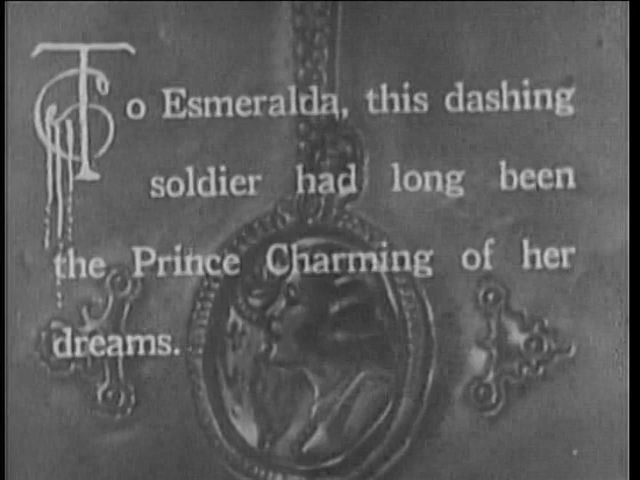 To Esmeralda, this dashing
soldier had long been
the Prince Charming of her
dreams.